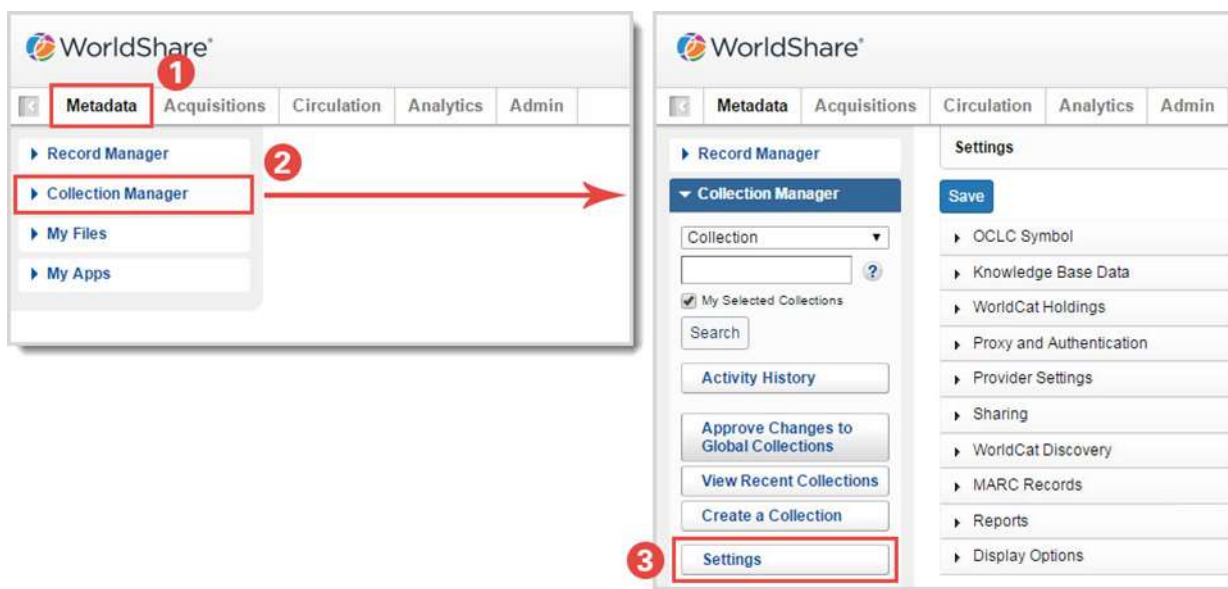 WorldShare®
1
Metadata Acquisitions Circulation Analytics Admin
Record Manager
2
Collection Manager
My Files
My Apps
WorldShare®
Metadata Acquisitions Circulation Analytics Admin
Record Manager
Collection Manager
Collection
?
My Selected Collections
Search
Activity History
Approve Changes to
Global Collections
View Recent Collections
Create a Collection
3
Settings
Settings
Save
OCLC Symbol
Knowledge Base Data
WorldCat Holdings
Proxy and Authentication
Provider Settings
Sharing
WorldCat Discovery
MARC Records
Reports
Display Options